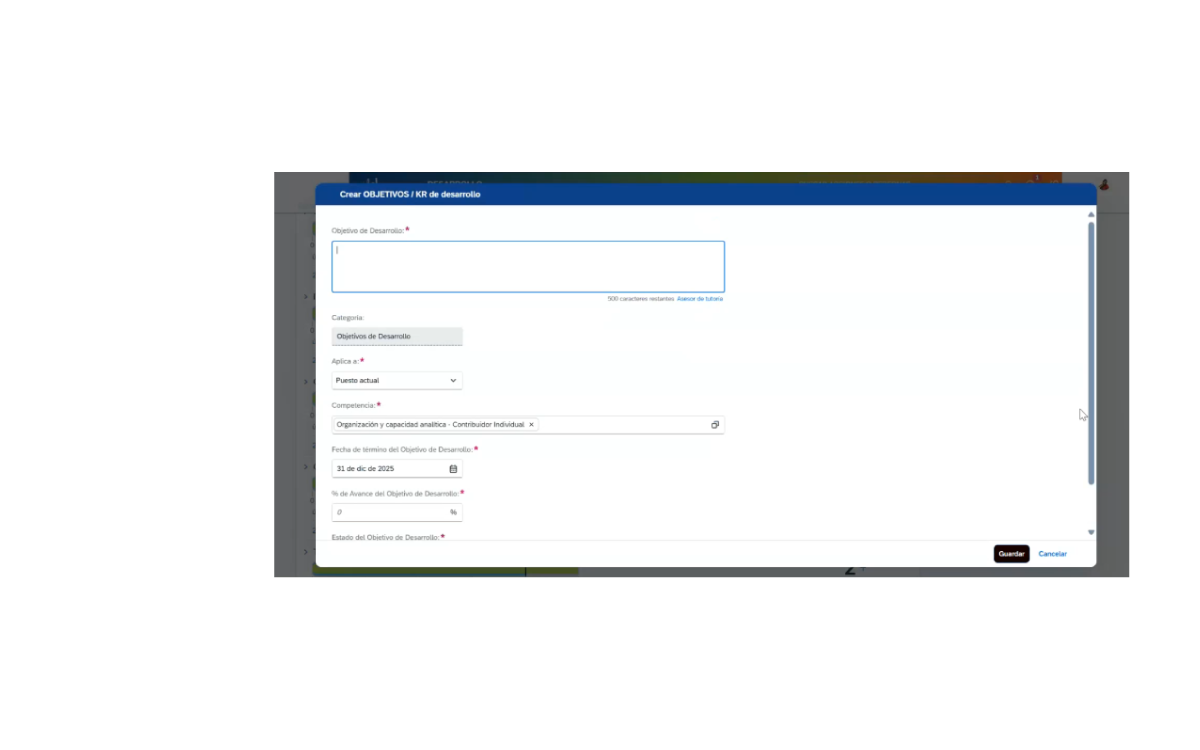 Crear OBJETIVOS / KR de desarrollo
Objetivo de Desarrollo:*
500 caracteres restantes Asesor de tutoría
Categoría:
Objetivos de Desarrollo
Aplica a:*
Puesto actual
Competencia:*
Organización y capacidad analítica - Contribuidor Individual ×
Fecha de término del Objetivo de Desarrollo:*
31 de dic de 2025
% de Avance del Objetivo de Desarrollo:*
0 %
Estado del Objetivo de Desarrollo:*
Guardar Cancelar